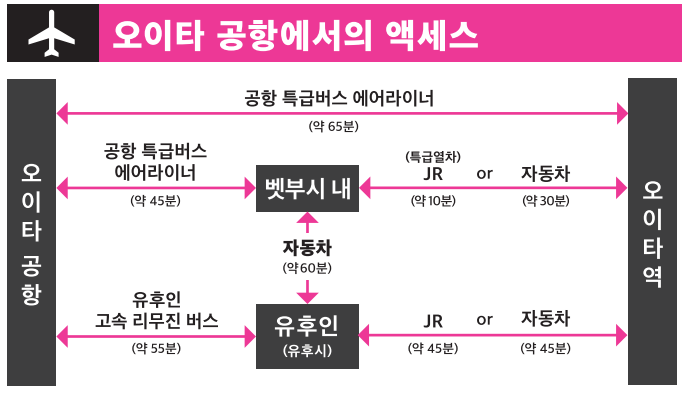 오이타 공항에서의 액세스
공항 특급버스 에어라이너
(약 65분)
오이타 공항
공항 특급버스
에어라이너
(약 45분)
벳부시 내
(특급열차)
JR or 자동차
(약10분) (약 30분)
오이타역
자동차
(약60분)
유후인
고속 리무진 버스
(약 55분)
유후인
(유후시)
JR or 자동차
(약 45분) (약 45분)